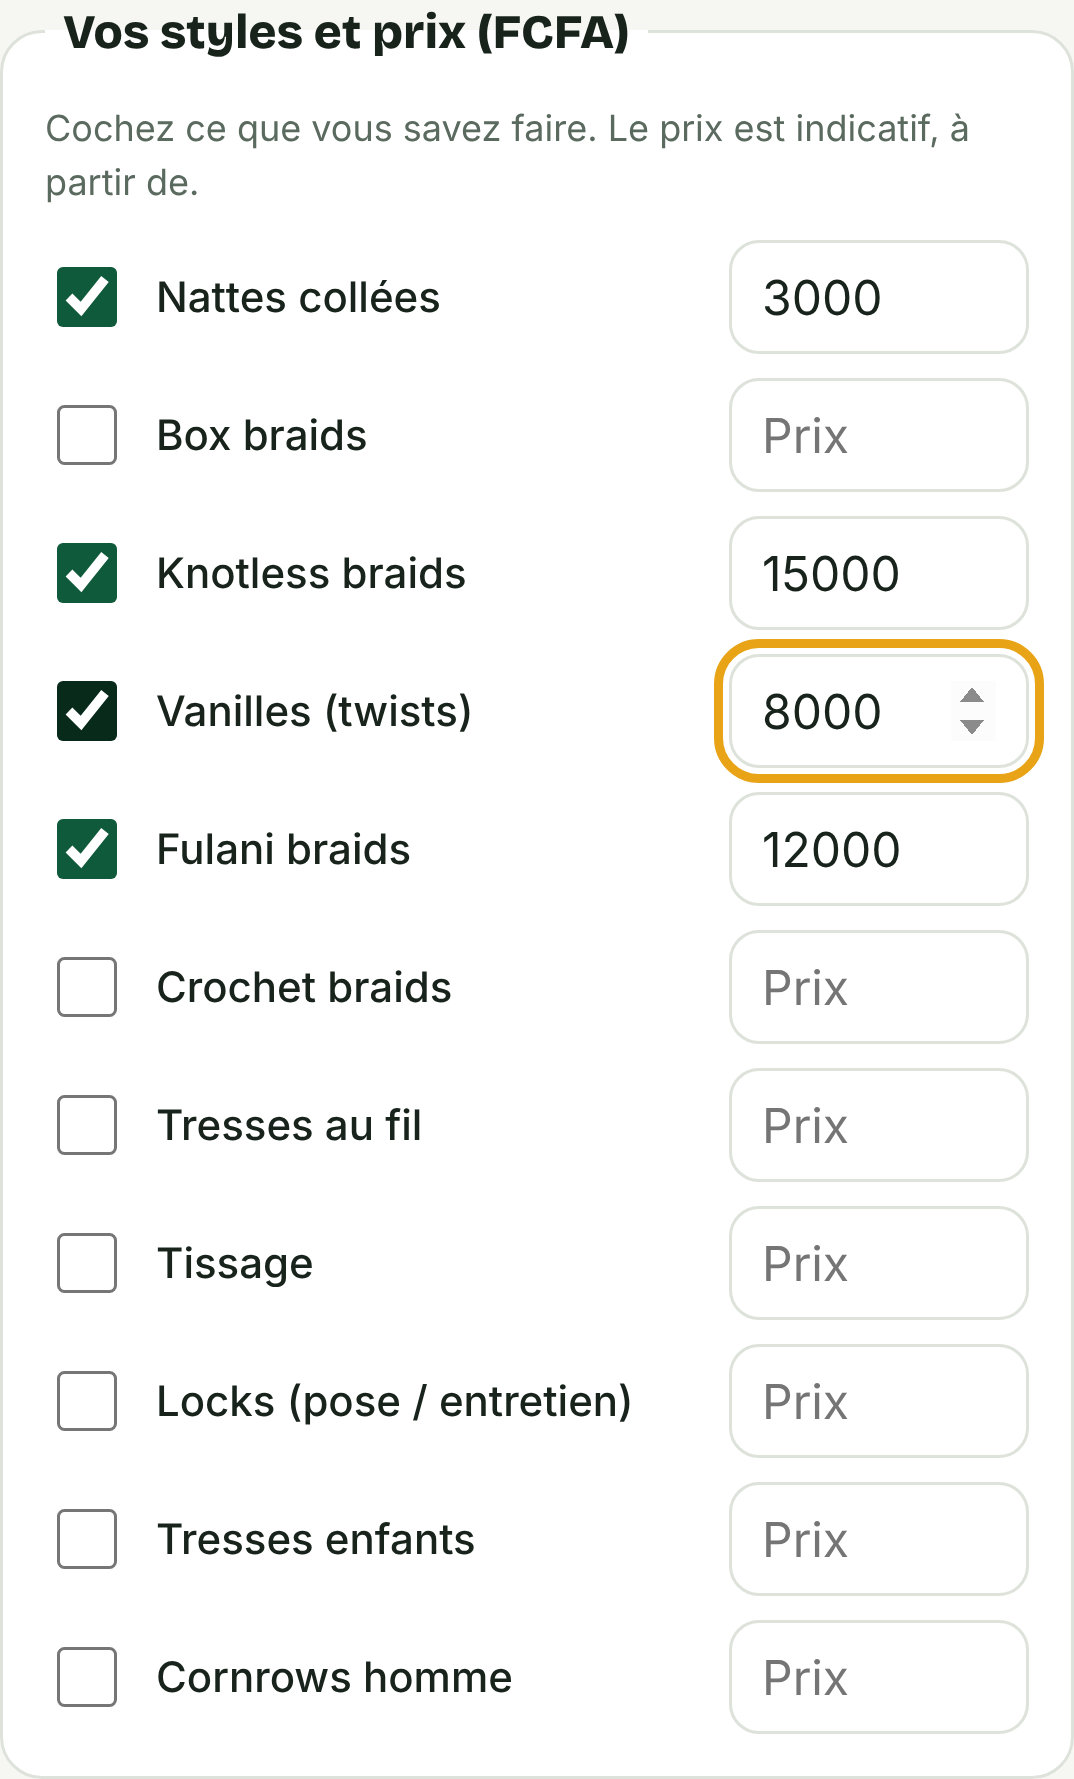 Vos styles et prix (FCFA)
Cochez ce que vous savez faire. Le prix est indicatif, à
partir de.
Nattes collées 3000
Box braids Prix
Knotless braids 15000
Vanilles (twists) 8000
Fulani braids 12000
Crochet braids Prix
Tresses au fil Prix
Tissage Prix
Locks (pose / entretien) Prix
Tresses enfants Prix
Cornrows homme Prix